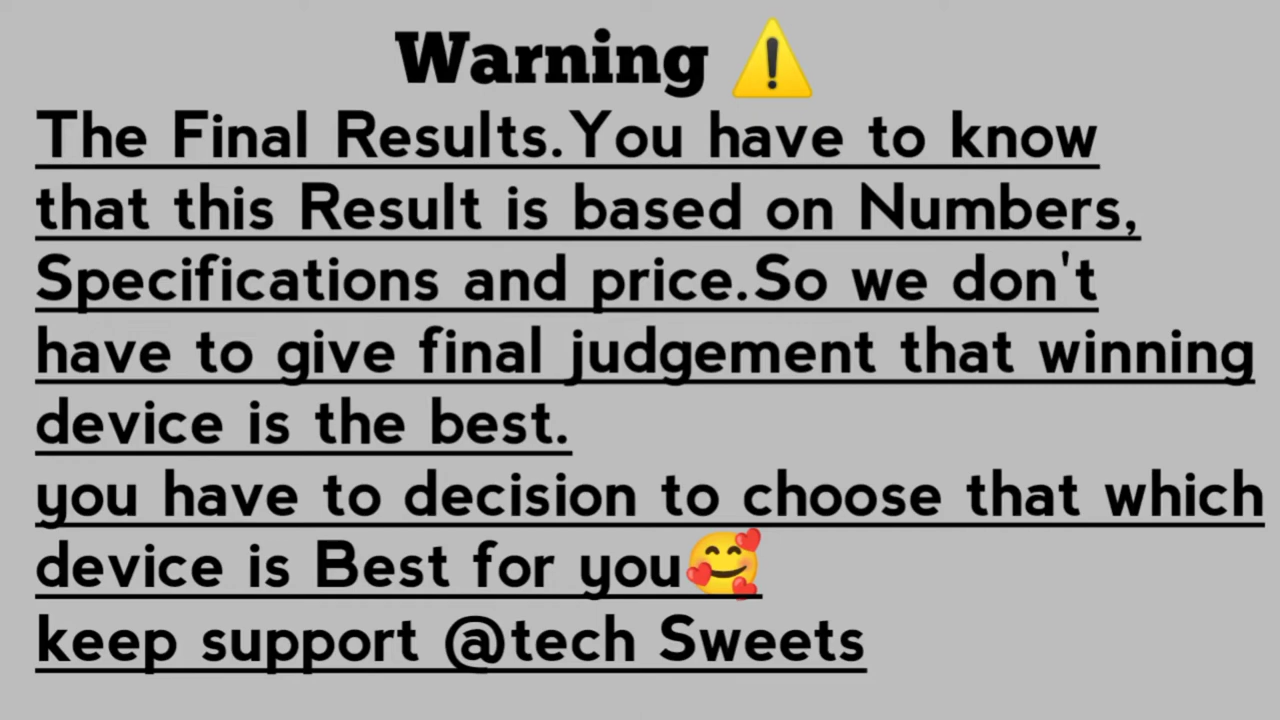 Warning ⚠️
The Final Results.You have to know
that this Result is based on Numbers,
Specifications and price.So we don't
have to give final judgement that winning
device is the best.
you have to decision to choose that which
device is Best for you🥰
keep support @tech Sweets